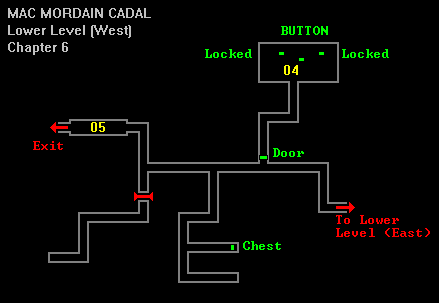 MAC MORDAIN CADAL
Lower Level (West)
Chapter 6
BUTTON
Locked
Locked
04
05
Exit
Door
To Lower
Level (East)
Chest